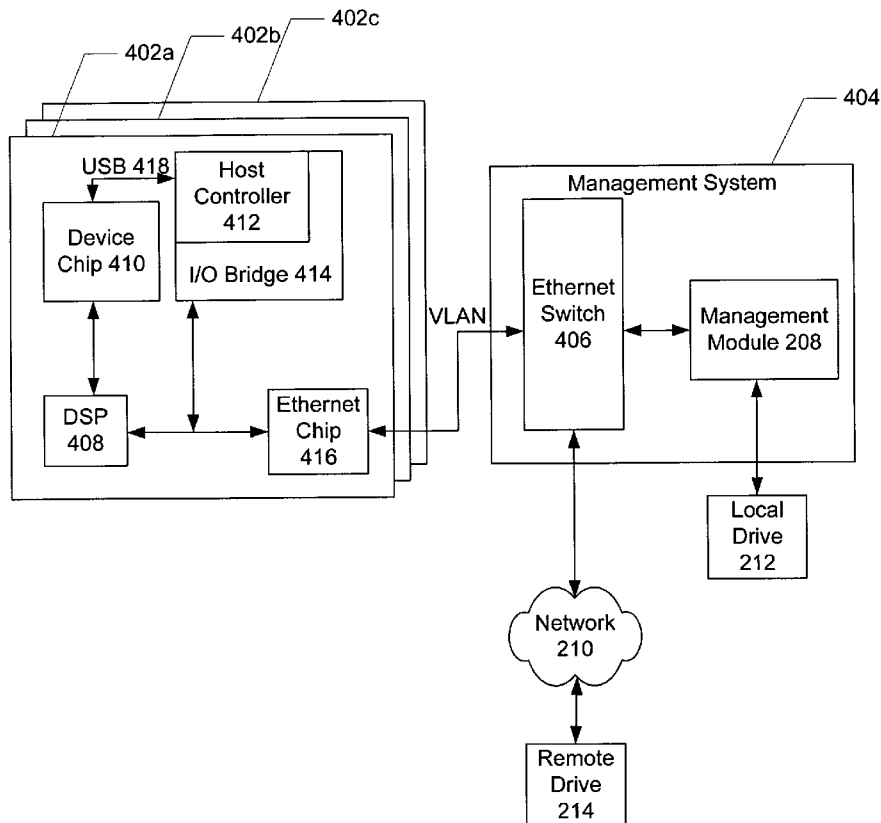 402c
402b
402a
404
USB 418
Host
Controller
412
Device
Chip 410
I/O Bridge 414
DSP
408
Ethernet
Chip
416
VLAN
Management System
Ethernet
Switch
406
Management
Module 208
Local
Drive
212
Network
210
Remote
Drive
214